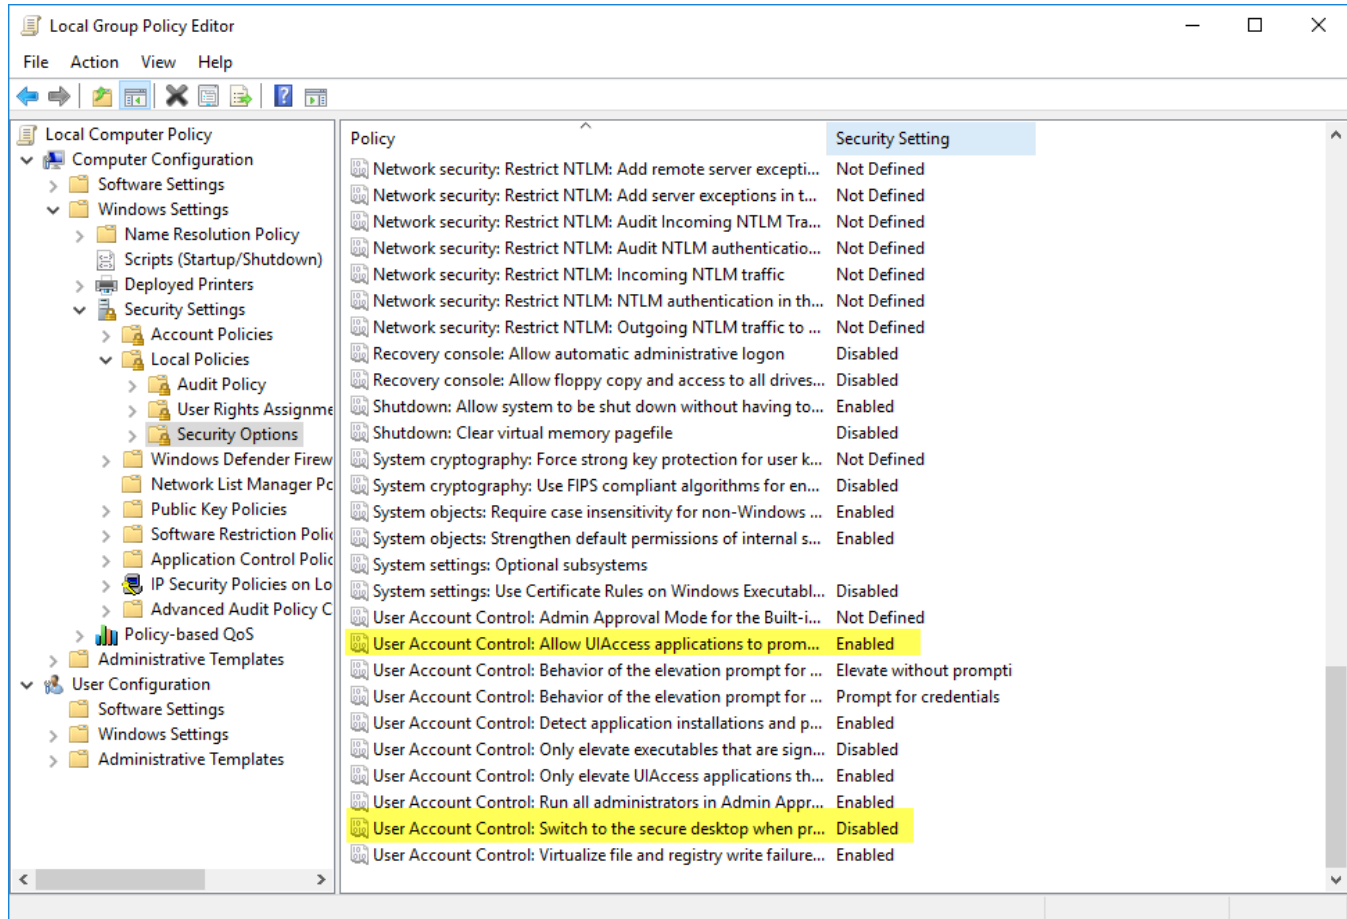 Local Group Policy Editor
File Action View Help
Local Computer Policy
Computer Configuration
Software Settings
Windows Settings
Name Resolution Policy
Scripts (Startup/Shutdown)
Deployed Printers
Security Settings
Account Policies
Local Policies
Audit Policy
User Rights Assignme
Security Options
Windows Defender Firew
Network List Manager Pc
Public Key Policies
Software Restriction Polic
Application Control Polic
IP Security Policies on Lo
Advanced Audit Policy C
Policy-based QoS
Administrative Templates
User Configuration
Software Settings
Windows Settings
Administrative Templates
Policy Security Setting
Network security: Restrict NTLM: Add remote server excepti... Not Defined
Network security: Restrict NTLM: Add server exceptions in t... Not Defined
Network security: Restrict NTLM: Audit Incoming NTLM Tra... Not Defined
Network security: Restrict NTLM: Audit NTLM authenticatio... Not Defined
Network security: Restrict NTLM: Incoming NTLM traffic Not Defined
Network security: Restrict NTLM: NTLM authentication in th... Not Defined
Network security: Restrict NTLM: Outgoing NTLM traffic to ... Not Defined
Recovery console: Allow automatic administrative logon Disabled
Recovery console: Allow floppy copy and access to all drives... Disabled
Shutdown: Allow system to be shut down without having to... Enabled
Shutdown: Clear virtual memory pagefile Disabled
System cryptography: Force strong key protection for user k... Not Defined
System cryptography: Use FIPS compliant algorithms for en... Disabled
System objects: Require case insensitivity for non-Windows ... Enabled
System objects: Strengthen default permissions of internal s... Enabled
System settings: Optional subsystems
System settings: Use Certificate Rules on Windows Executabl... Disabled
User Account Control: Admin Approval Mode for the Built-i... Not Defined
User Account Control: Allow UIAccess applications to prom... Enabled
User Account Control: Behavior of the elevation prompt for ... Elevate without prompti
User Account Control: Behavior of the elevation prompt for ... Prompt for credentials
User Account Control: Detect application installations and p... Enabled
User Account Control: Only elevate executables that are sign... Disabled
User Account Control: Only elevate UIAccess applications th... Enabled
User Account Control: Run all administrators in Admin Appr... Enabled
User Account Control: Switch to the secure desktop when pr... Disabled
User Account Control: Virtualize file and registry write failure... Enabled